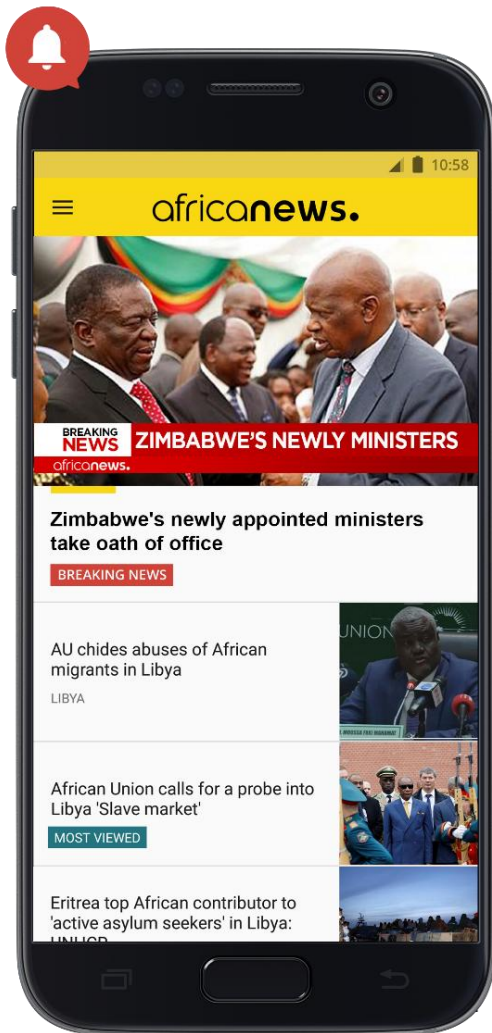 10:58
africanews.
BREAKING
NEWS
ZIMBABWE'S NEWLY MINISTERS
africanews.
Zimbabwe's newly appointed ministers
take oath of office
BREAKING NEWS
AU chides abuses of African
migrants in Libya
LIBYA
UNION
African Union calls for a probe into
Libya 'Slave market'
MOST VIEWED
Eritrea top African contributor to
'active asylum seekers' in Libya:
UNHCR